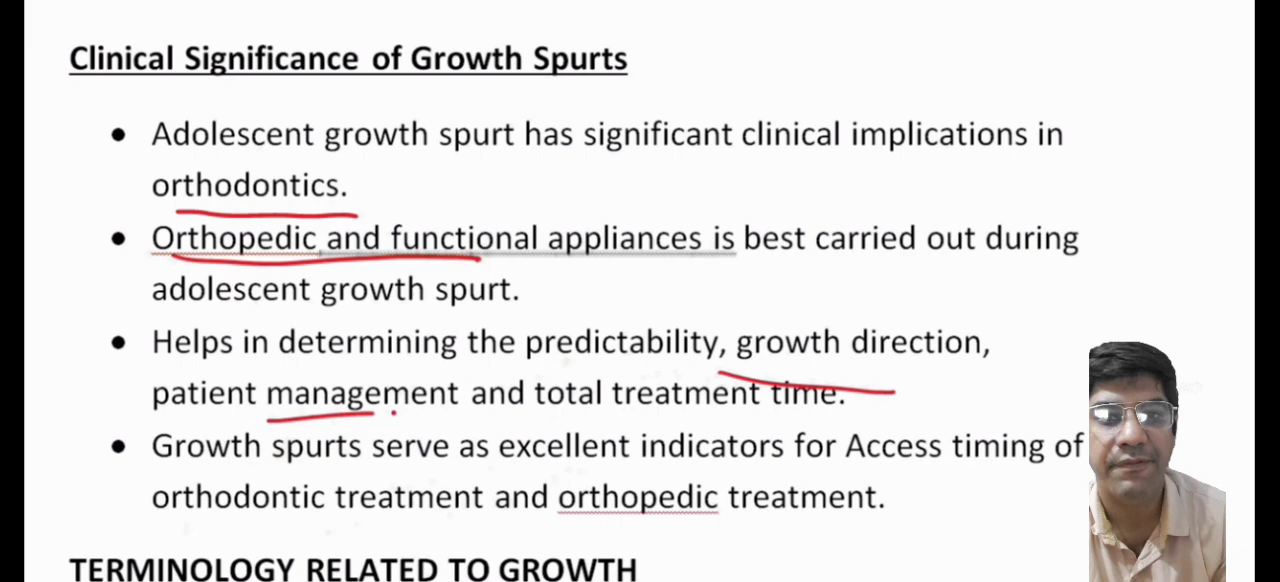 Clinical Significance of Growth Spurts
• Adolescent growth spurt has significant clinical implications in
orthodontics.
• Orthopedic and functional appliances is best carried out during
adolescent growth spurt.
• Helps in determining the predictability, growth direction,
patient management and total treatment time.
• Growth spurts serve as excellent indicators for Access timing of
orthodontic treatment and orthopedic treatment.
TERMINOLOGY RELATED TO GROWTH